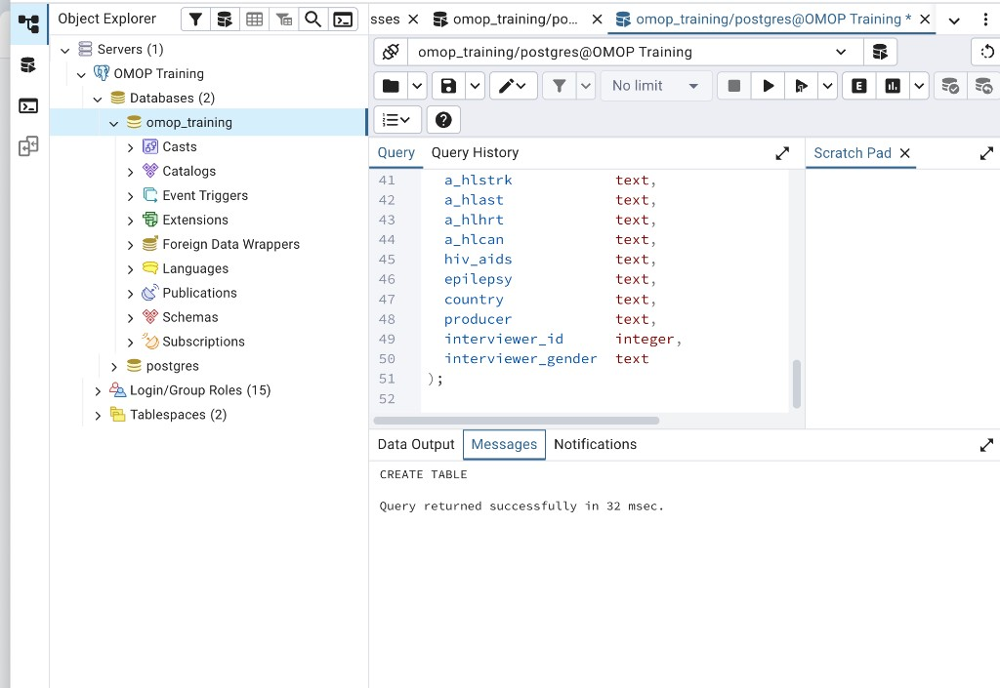 Object Explorer
sses
omop_training/po...
omop_training/postgres@OMOP Training *
Servers (1)
OMOP Training
Databases (2)
omop_training
Casts
Catalogs
Event Triggers
Extensions
Foreign Data Wrappers
Languages
Publications
Schemas
Subscriptions
postgres
Login/Group Roles (15)
Tablespaces (2)
omop_training/postgres@OMOP Training
No limit
E
Query
Query History
Scratch Pad
41 a_hlstrk text,
42 a_hlast text,
43 a_hlhrt text,
44 a_hlcan text,
45 hiv_aids text,
46 epilepsy text,
47 country text,
48 producer text,
49 interviewer_id integer,
50 interviewer_gender text
51 );
52
Data Output
Messages
Notifications
CREATE TABLE
Query returned successfully in 32 msec.